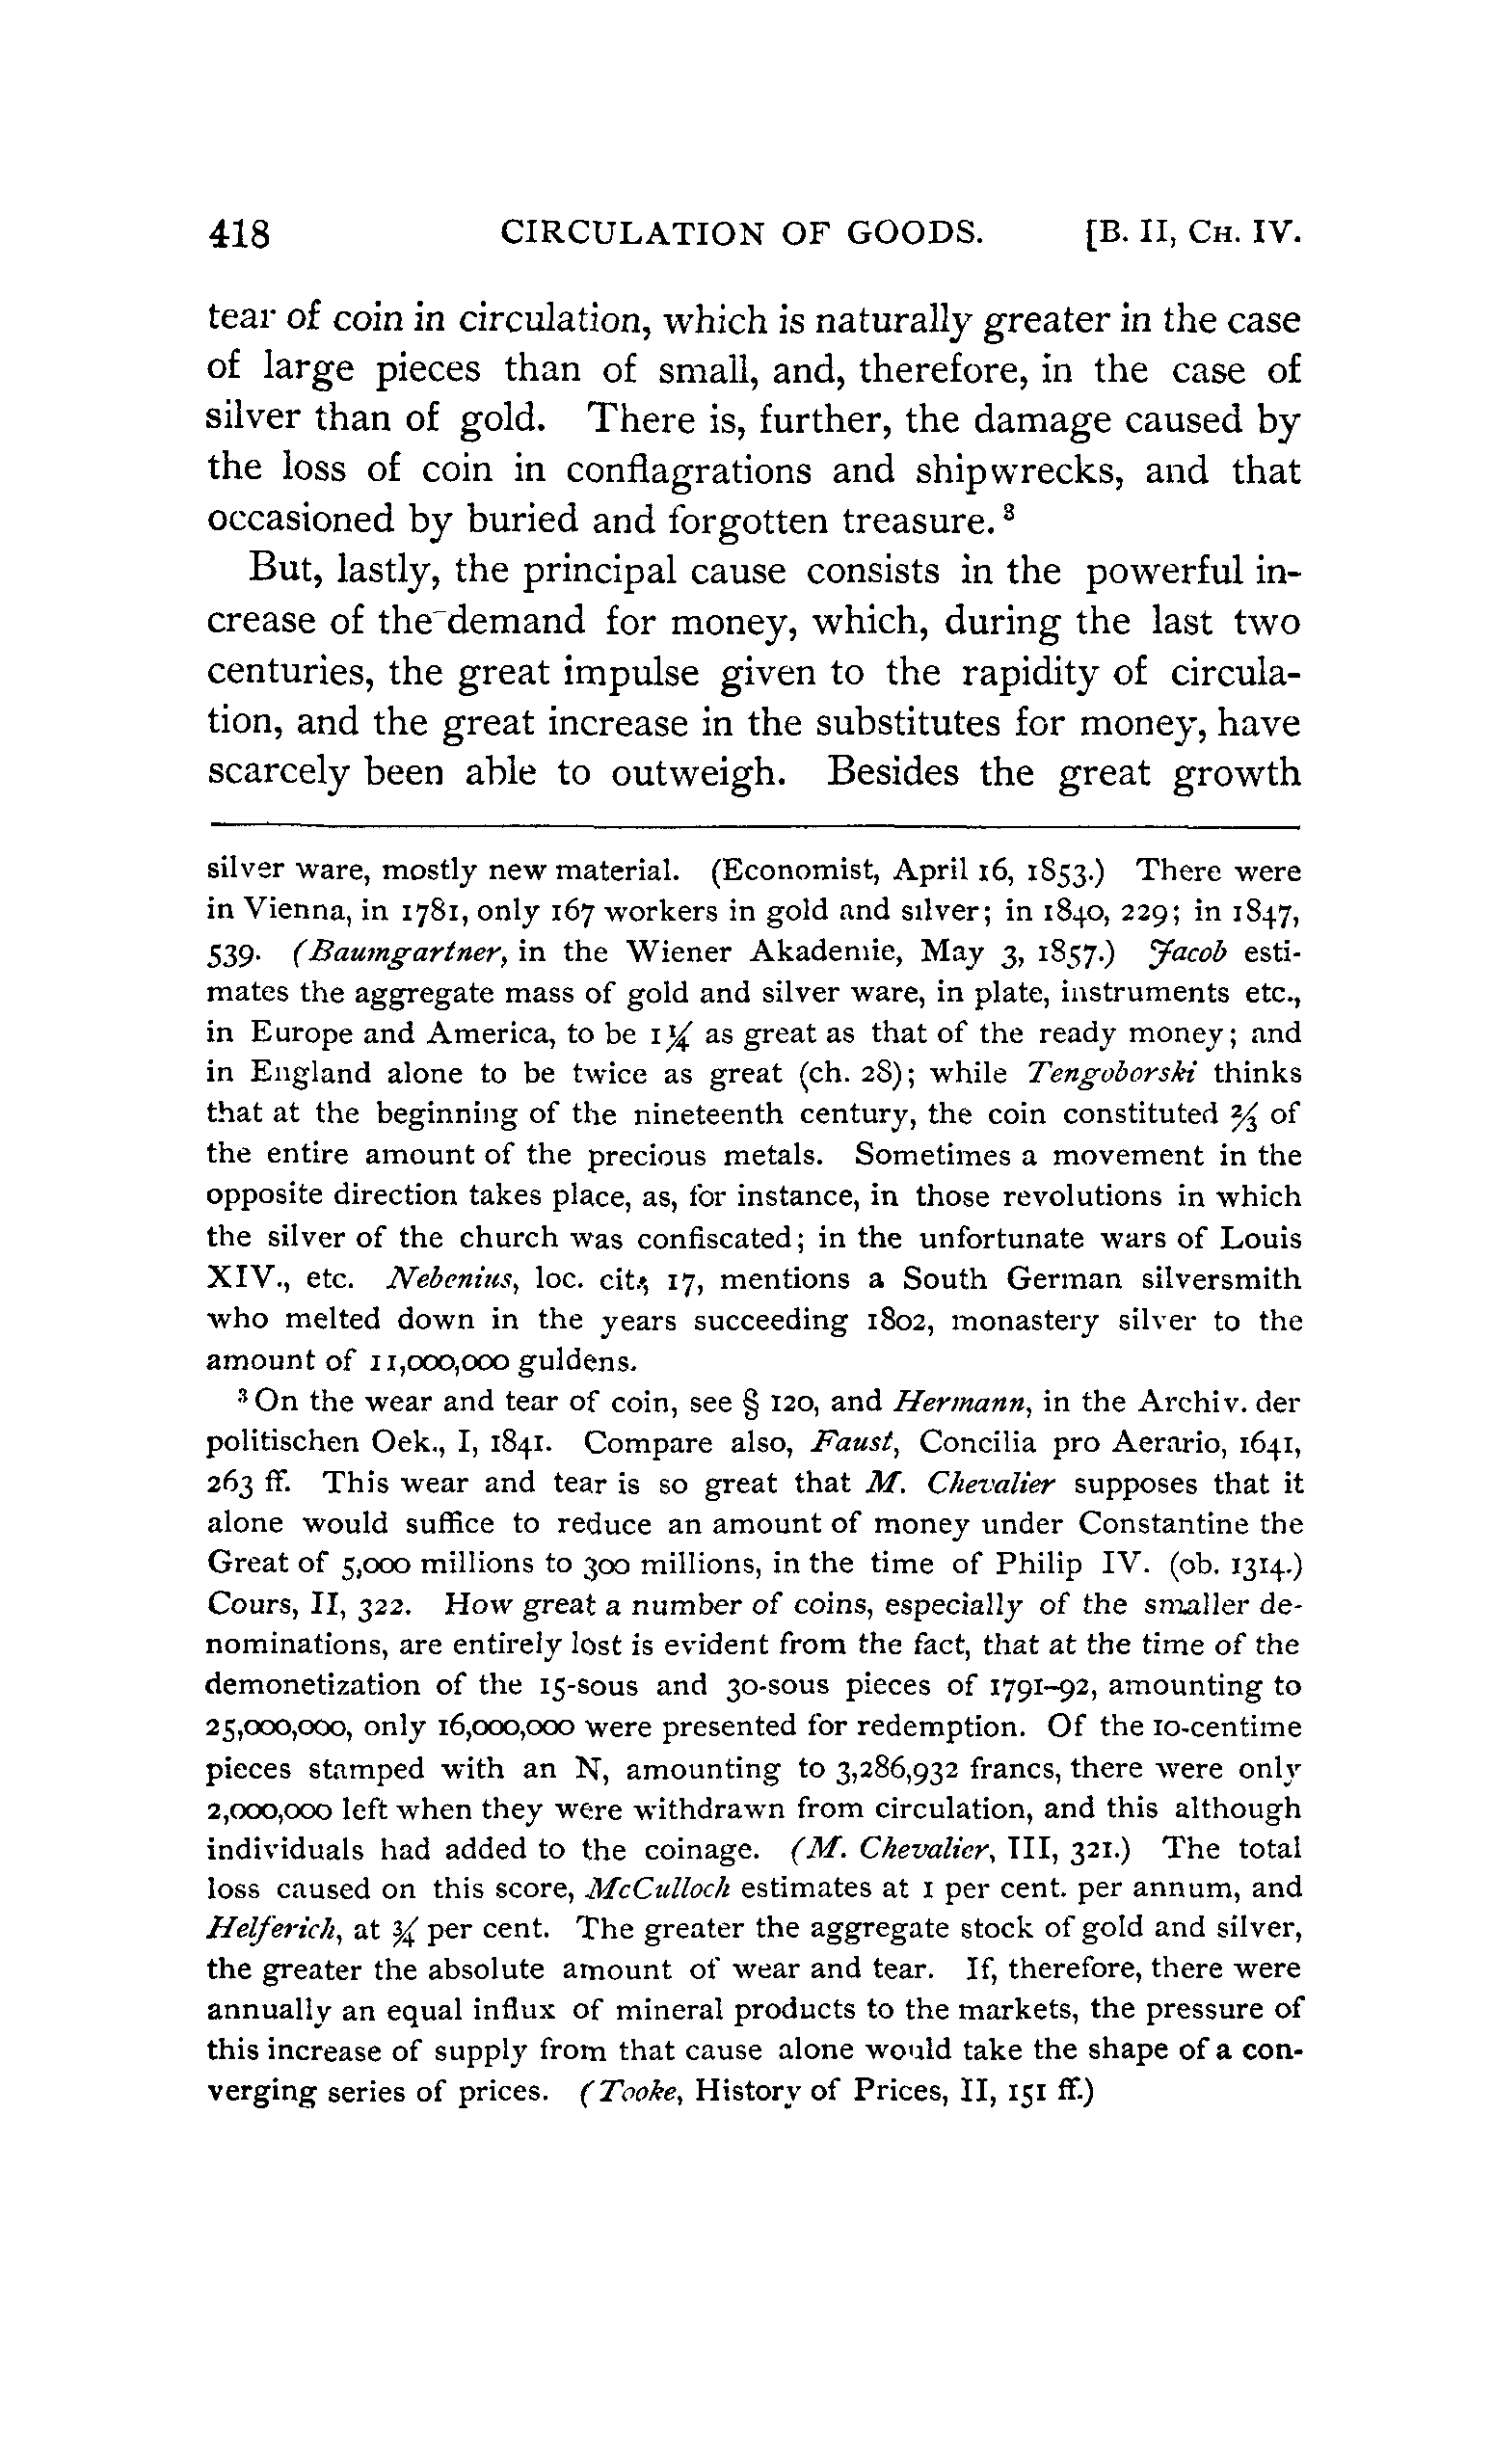 418 CIRCULATION OF GOODS. [B. II, CH. IV.
tear of coin in circulation, which is naturally greater in the case
of large pieces than of small, and, therefore, in the case of
silver than of gold. There is, further, the damage caused by
the loss of coin in conflagrations and shipwrecks, and that
occasioned by buried and forgotten treasure.³
But, lastly, the principal cause consists in the powerful in-
crease of the demand for money, which, during the last two
centuries, the great impulse given to the rapidity of circula-
tion, and the great increase in the substitutes for money, have
scarcely been able to outweigh. Besides the great growth
silver ware, mostly new material. (Economist, April 16, 1853.) There were
in Vienna, in 1781, only 167 workers in gold and silver; in 1840, 229; in 1847,
539. (Baumgartner, in the Wiener Akademie, May 3, 1857.) Jacob esti-
mates the aggregate mass of gold and silver ware, in plate, instruments etc.,
in Europe and America, to be 1¼ as great as that of the ready money; and
in England alone to be twice as great (ch. 28); while Tengoborski thinks
that at the beginning of the nineteenth century, the coin constituted ⅔ of
the entire amount of the precious metals. Sometimes a movement in the
opposite direction takes place, as, for instance, in those revolutions in which
the silver of the church was confiscated; in the unfortunate wars of Louis
XIV., etc. Nebenius, loc. cit., 17, mentions a South German silversmith
who melted down in the years succeeding 1802, monastery silver to the
amount of 11,000,000 guldens.
³ On the wear and tear of coin, see § 120, and Hermann, in the Archiv. der
politischen Oek., I, 1841. Compare also, Faust, Concilia pro Aerario, 1641,
263 ff. This wear and tear is so great that M. Chevalier supposes that it
alone would suffice to reduce an amount of money under Constantine the
Great of 5,000 millions to 300 millions, in the time of Philip IV. (ob. 1314.)
Cours, II, 322. How great a number of coins, especially of the smaller de-
nominations, are entirely lost is evident from the fact, that at the time of the
demonetization of the 15-sous and 30-sous pieces of 1791-92, amounting to
25,000,000, only 16,000,000 were presented for redemption. Of the 10-centime
pieces stamped with an N, amounting to 3,286,932 francs, there were only
2,000,000 left when they were withdrawn from circulation, and this although
individuals had added to the coinage. (M. Chevalier, III, 321.) The total
loss caused on this score, McCulloch estimates at 1 per cent. per annum, and
Helferich, at ¾ per cent. The greater the aggregate stock of gold and silver,
the greater the absolute amount of wear and tear. If, therefore, there were
annually an equal influx of mineral products to the markets, the pressure of
this increase of supply from that cause alone would take the shape of a con-
verging series of prices. (Tooke, History of Prices, II, 151 ff.)